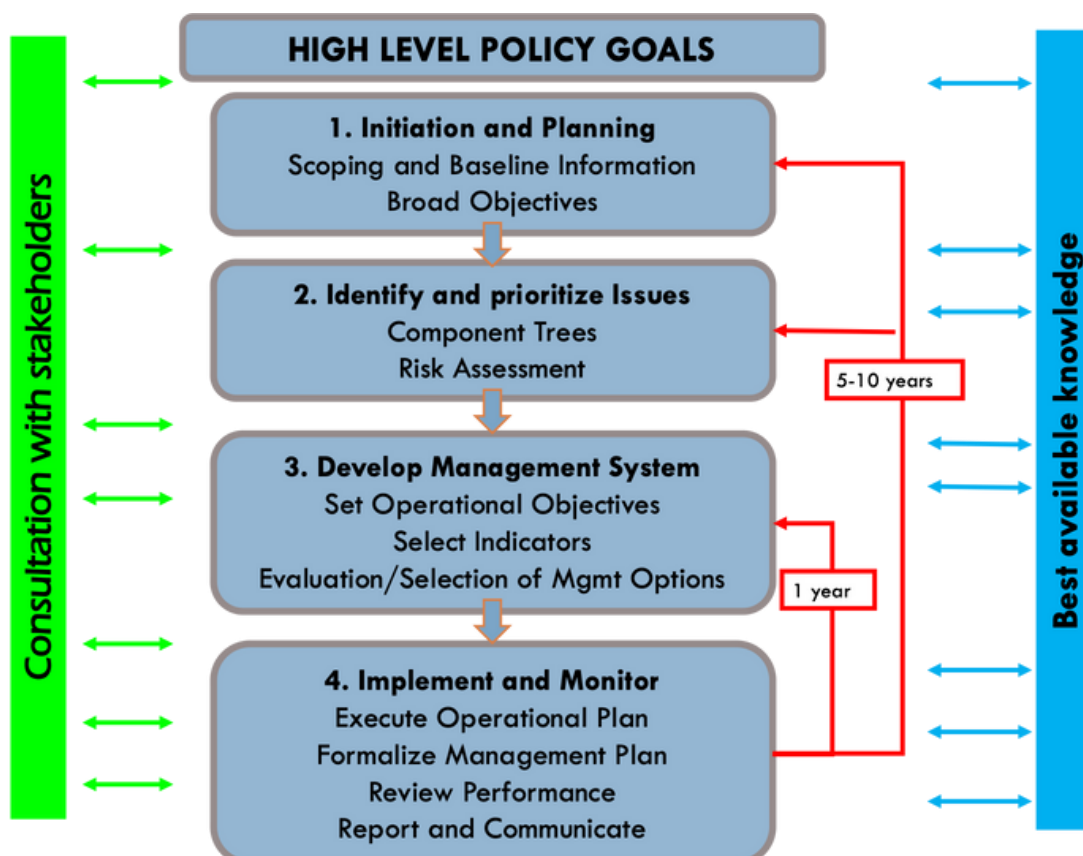 HIGH LEVEL POLICY GOALS
Consultation with stakeholders
1. Initiation and Planning
Scoping and Baseline Information
Broad Objectives
2. Identify and prioritize Issues
Component Trees
Risk Assessment
5-10 years
3. Develop Management System
Set Operational Objectives
Select Indicators
Evaluation/Selection of Mgmt Options
1 year
4. Implement and Monitor
Execute Operational Plan
Formalize Management Plan
Review Performance
Report and Communicate
Best available knowledge